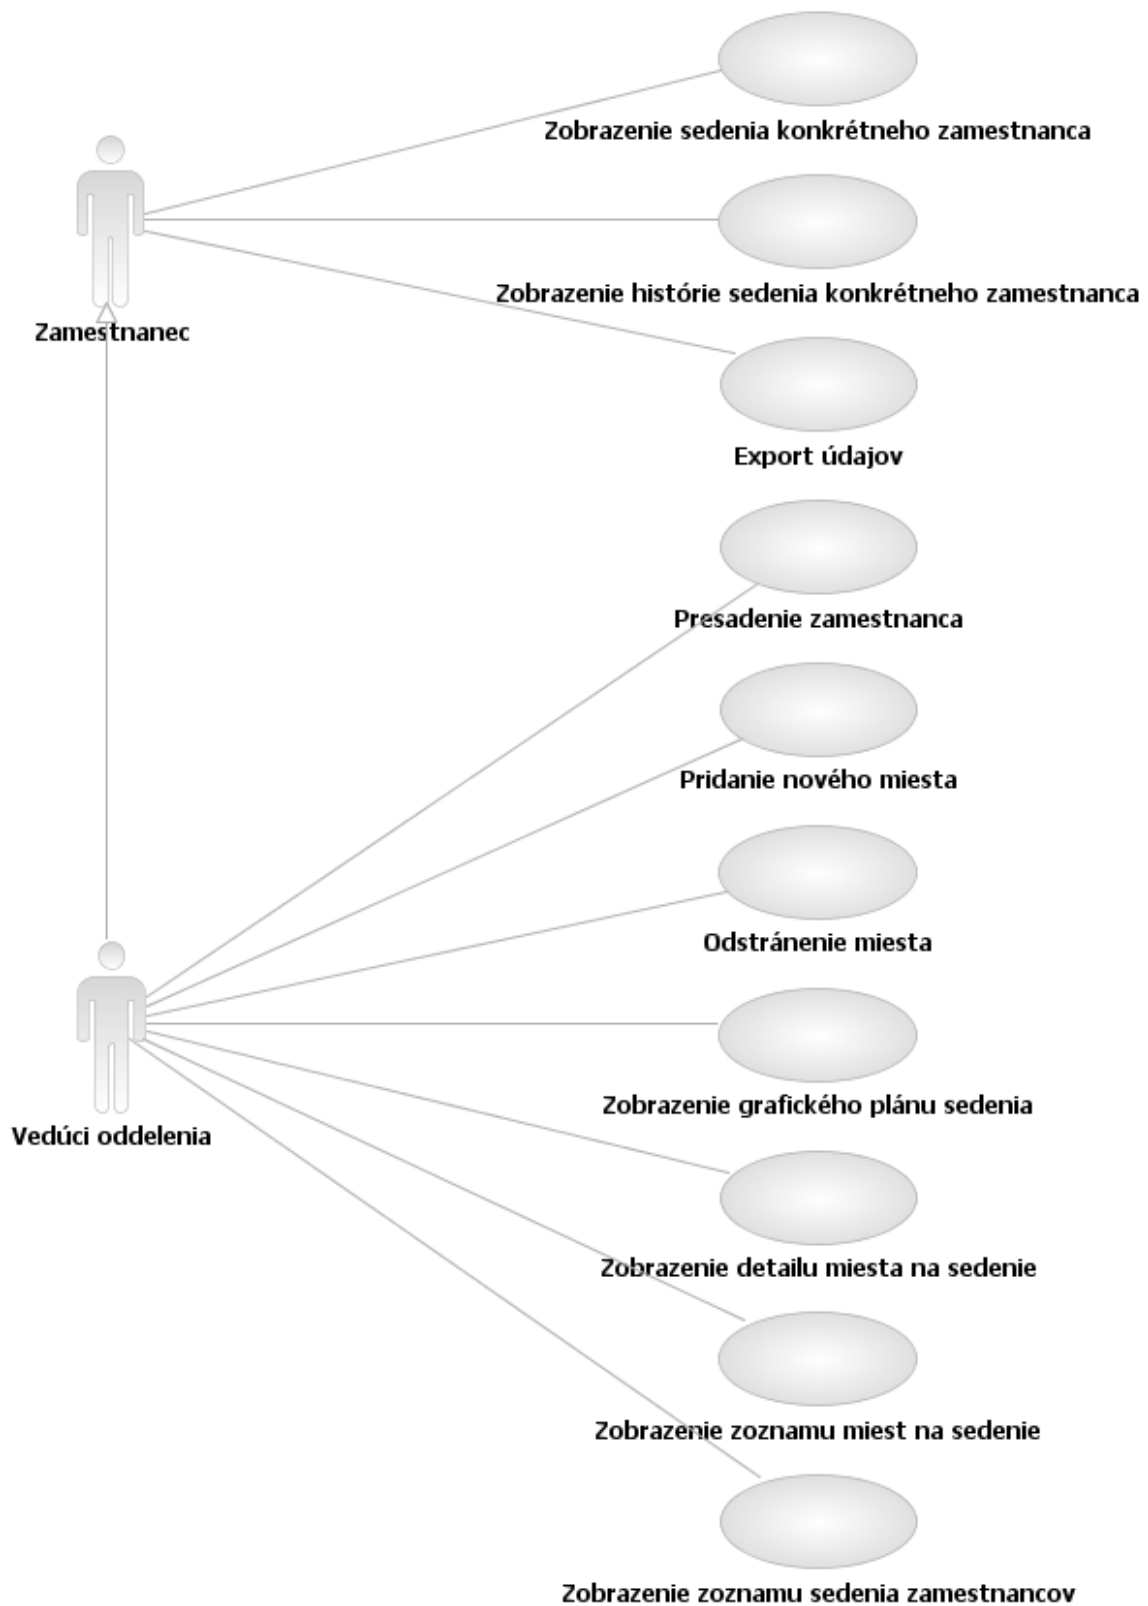 Zobrazenie sedenia konkrétneho zamestnanca
Zobrazenie histórie sedenia konkrétneho zamestnanca
Zamestnanec
Export údajov
Presadenie zamestnanca
Pridanie nového miesta
Odstránenie miesta
Zobrazenie grafického plánu sedenia
Vedúci oddelenia
Zobrazenie detailu miesta na sedenie
Zobrazenie zoznamu miest na sedenie
Zobrazenie zoznamu sedenia zamestnancov